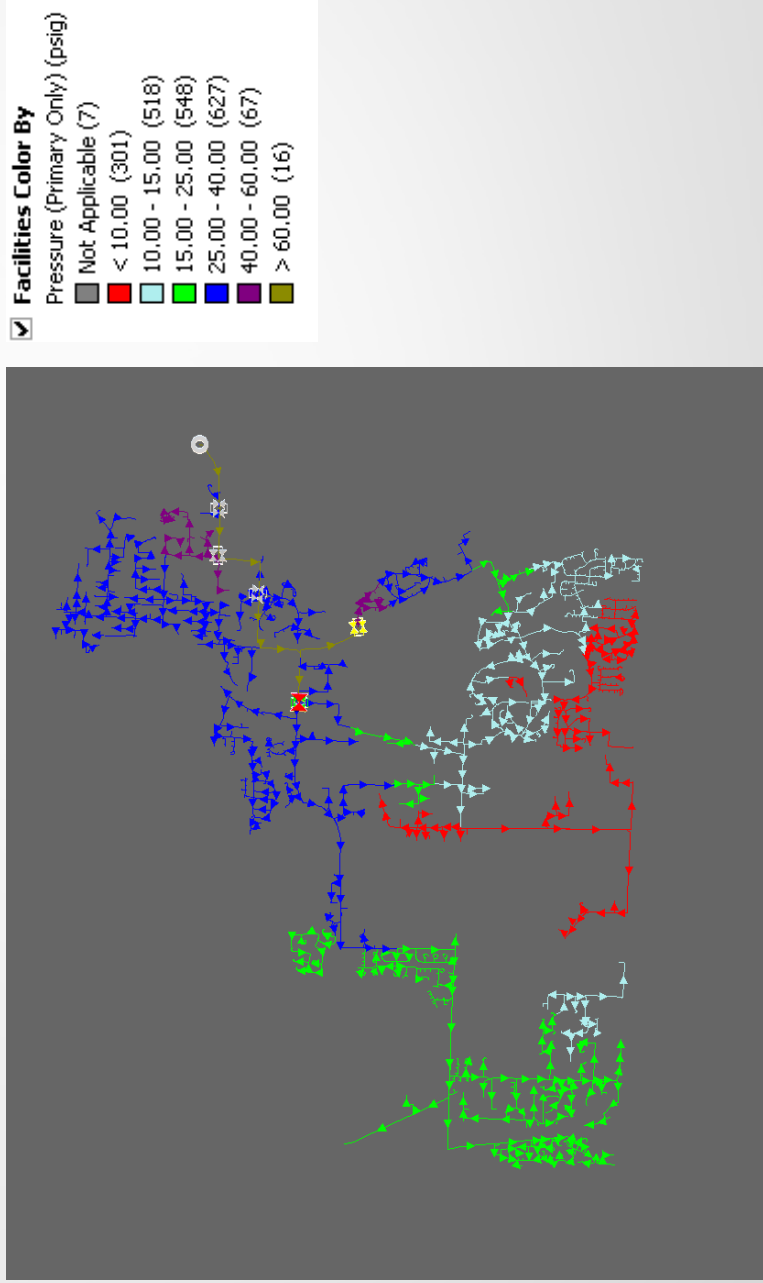 Facilities Color By
Pressure (Primary Only) (psig)
Not Applicable (7)
< 10.00 (301)
10.00 - 15.00 (518)
15.00 - 25.00 (548)
25.00 - 40.00 (627)
40.00 - 60.00 (67)
> 60.00 (16)